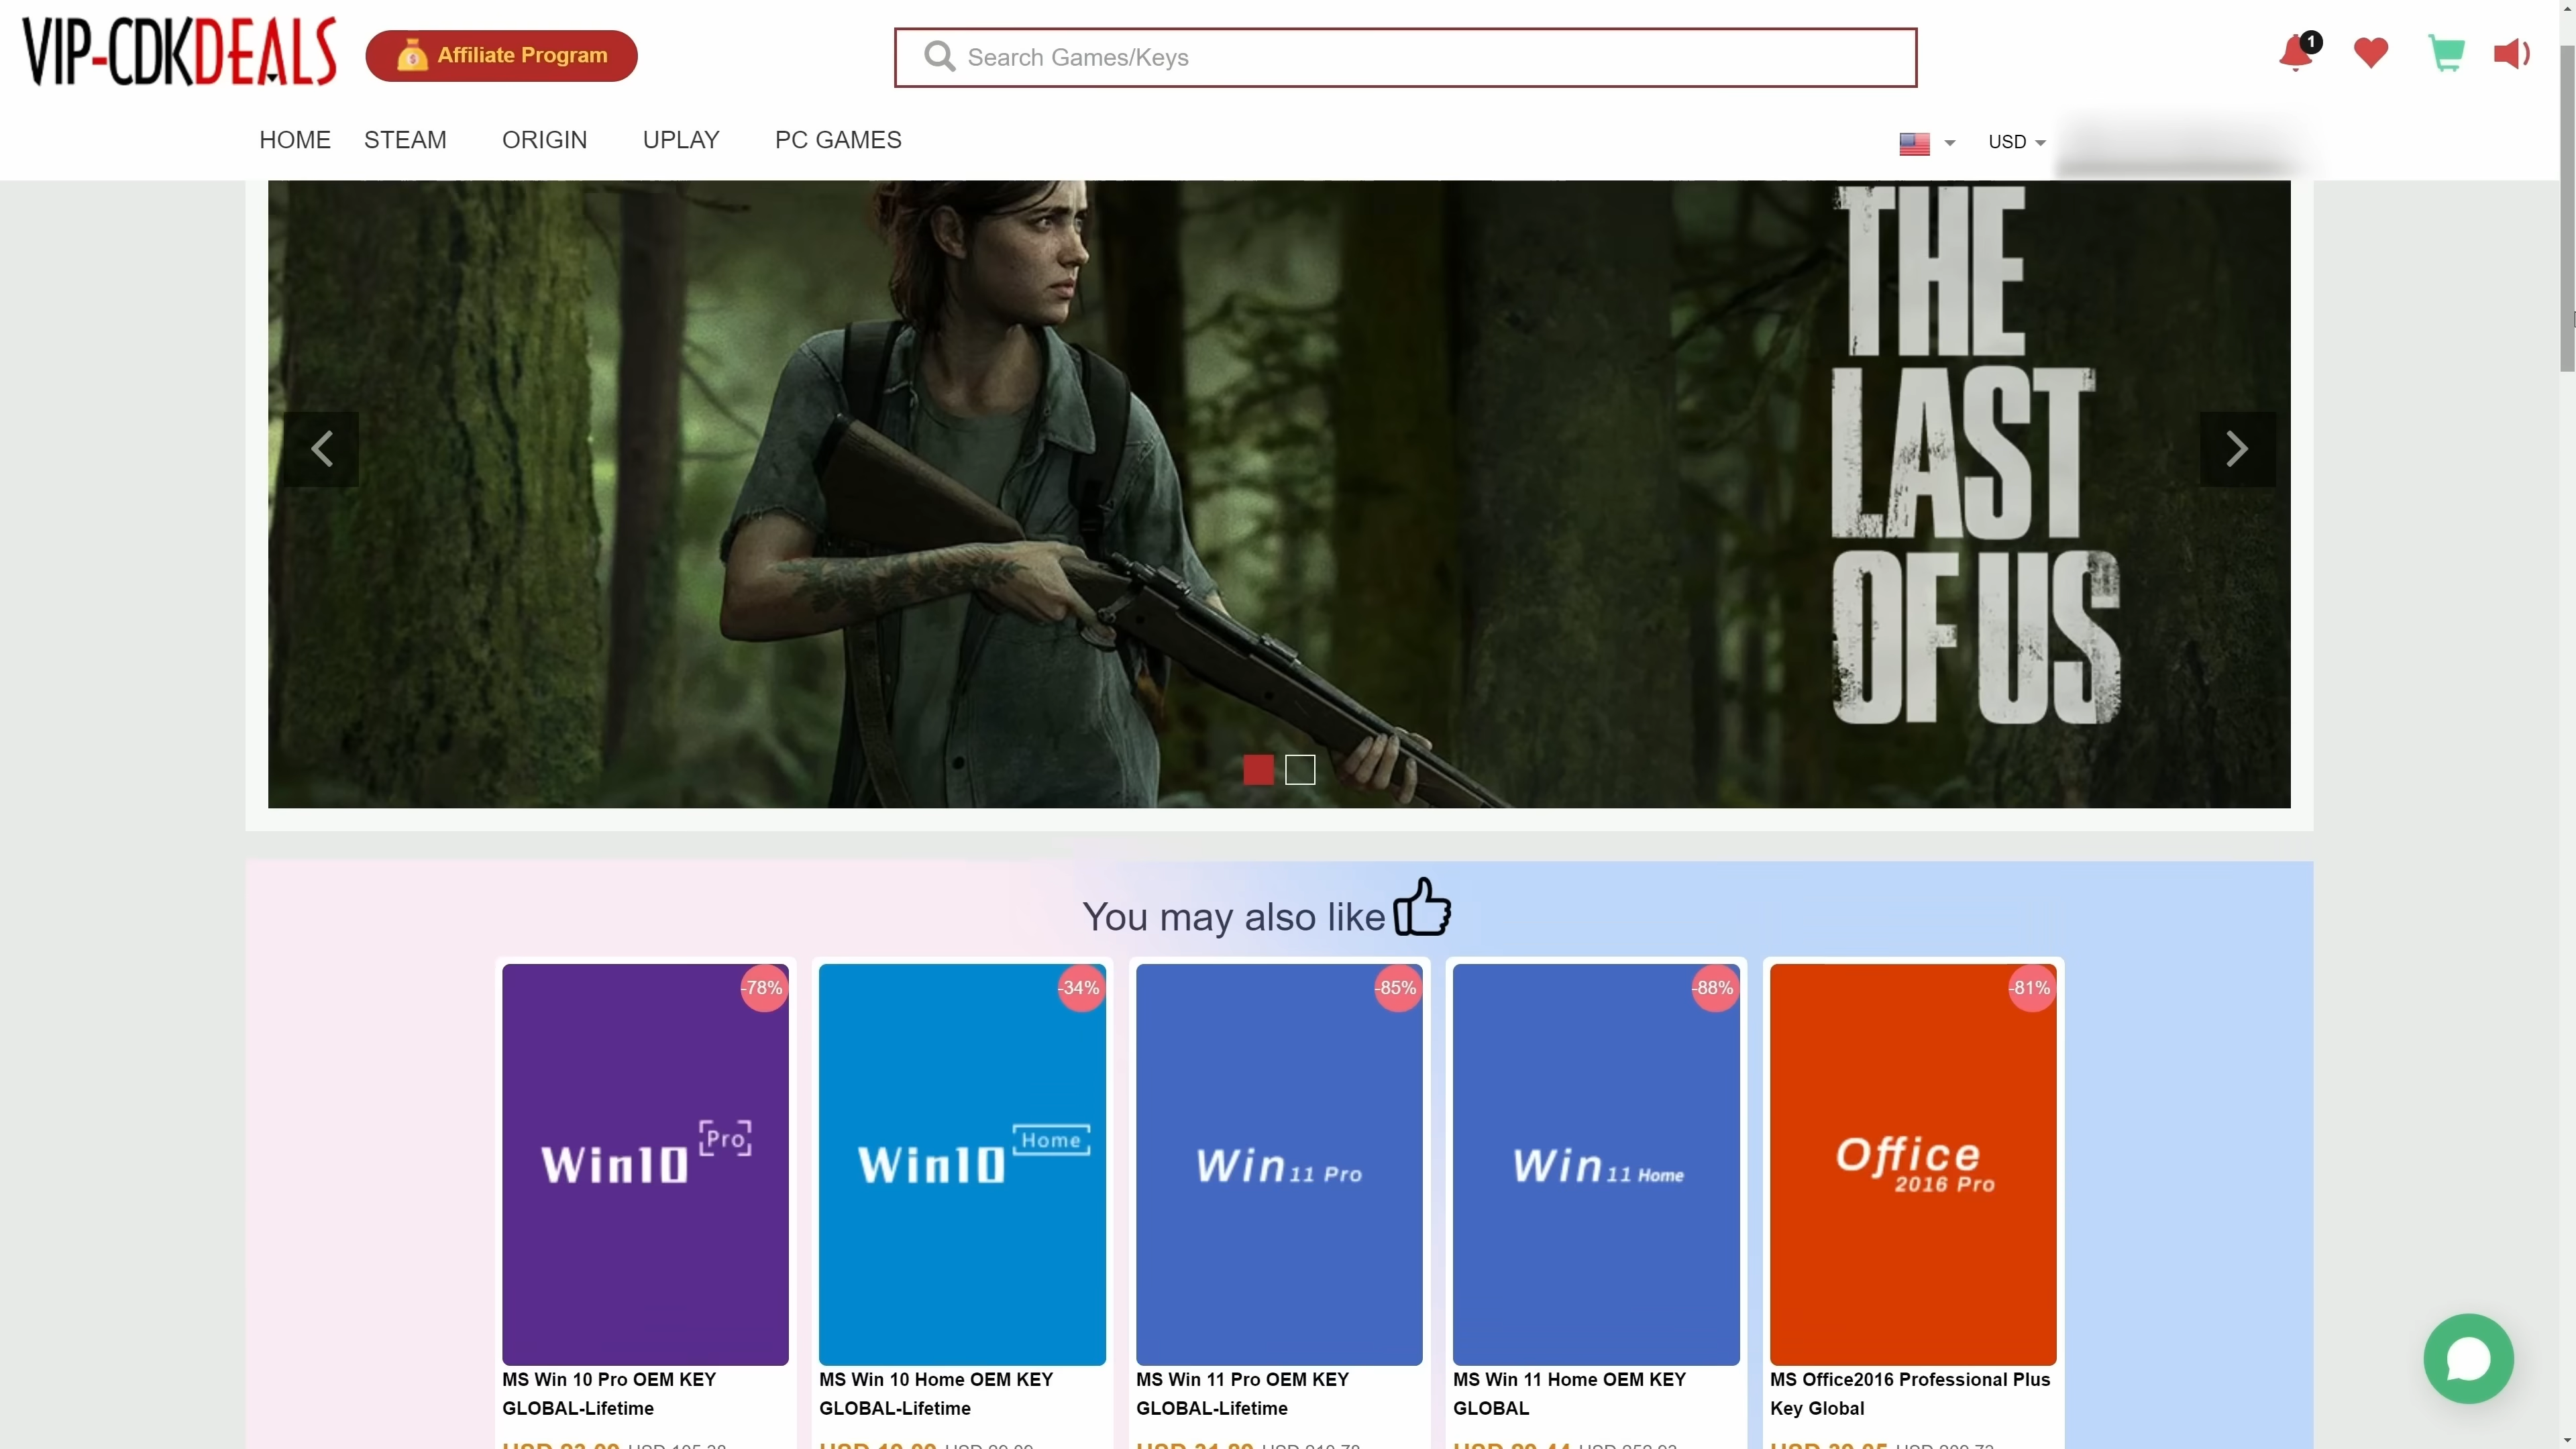 VIP-CDKDEALS
Affiliate Program
Search Games/Keys
1
HOME STEAM ORIGIN UPLAY PC GAMES
USD
THE
LAST
OF US
You may also like
-78%
-34%
-85%
-88%
-81%
Win10 Pro
Win10 Home
Win 11 Pro
Win 11 Home
Office
2016 Pro
MS Win 10 Pro OEM KEY
GLOBAL-Lifetime
MS Win 10 Home OEM KEY
GLOBAL-Lifetime
MS Win 11 Pro OEM KEY
GLOBAL-Lifetime
MS Win 11 Home OEM KEY
GLOBAL
MS Office2016 Professional Plus
Key Global